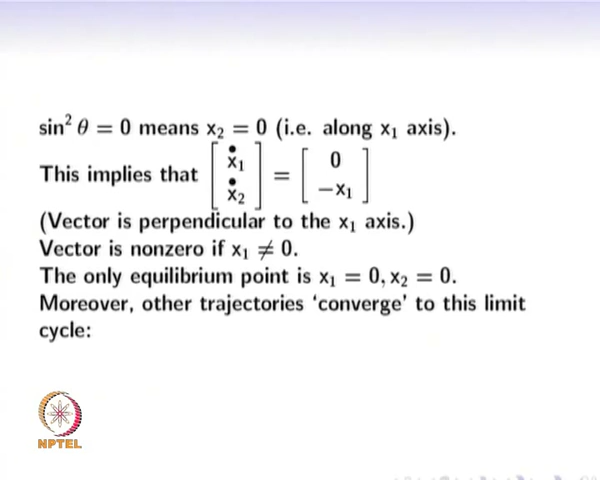 sin² θ = 0 means x₂ = 0 (i.e. along x₁ axis).
This implies that [ẋ₁ ẋ₂] = [0 −x₁]
(Vector is perpendicular to the x₁ axis.)
Vector is nonzero if x₁ ≠ 0.
The only equilibrium point is x₁ = 0, x₂ = 0.
Moreover, other trajectories ‘converge’ to this limit
cycle:
NPTEL